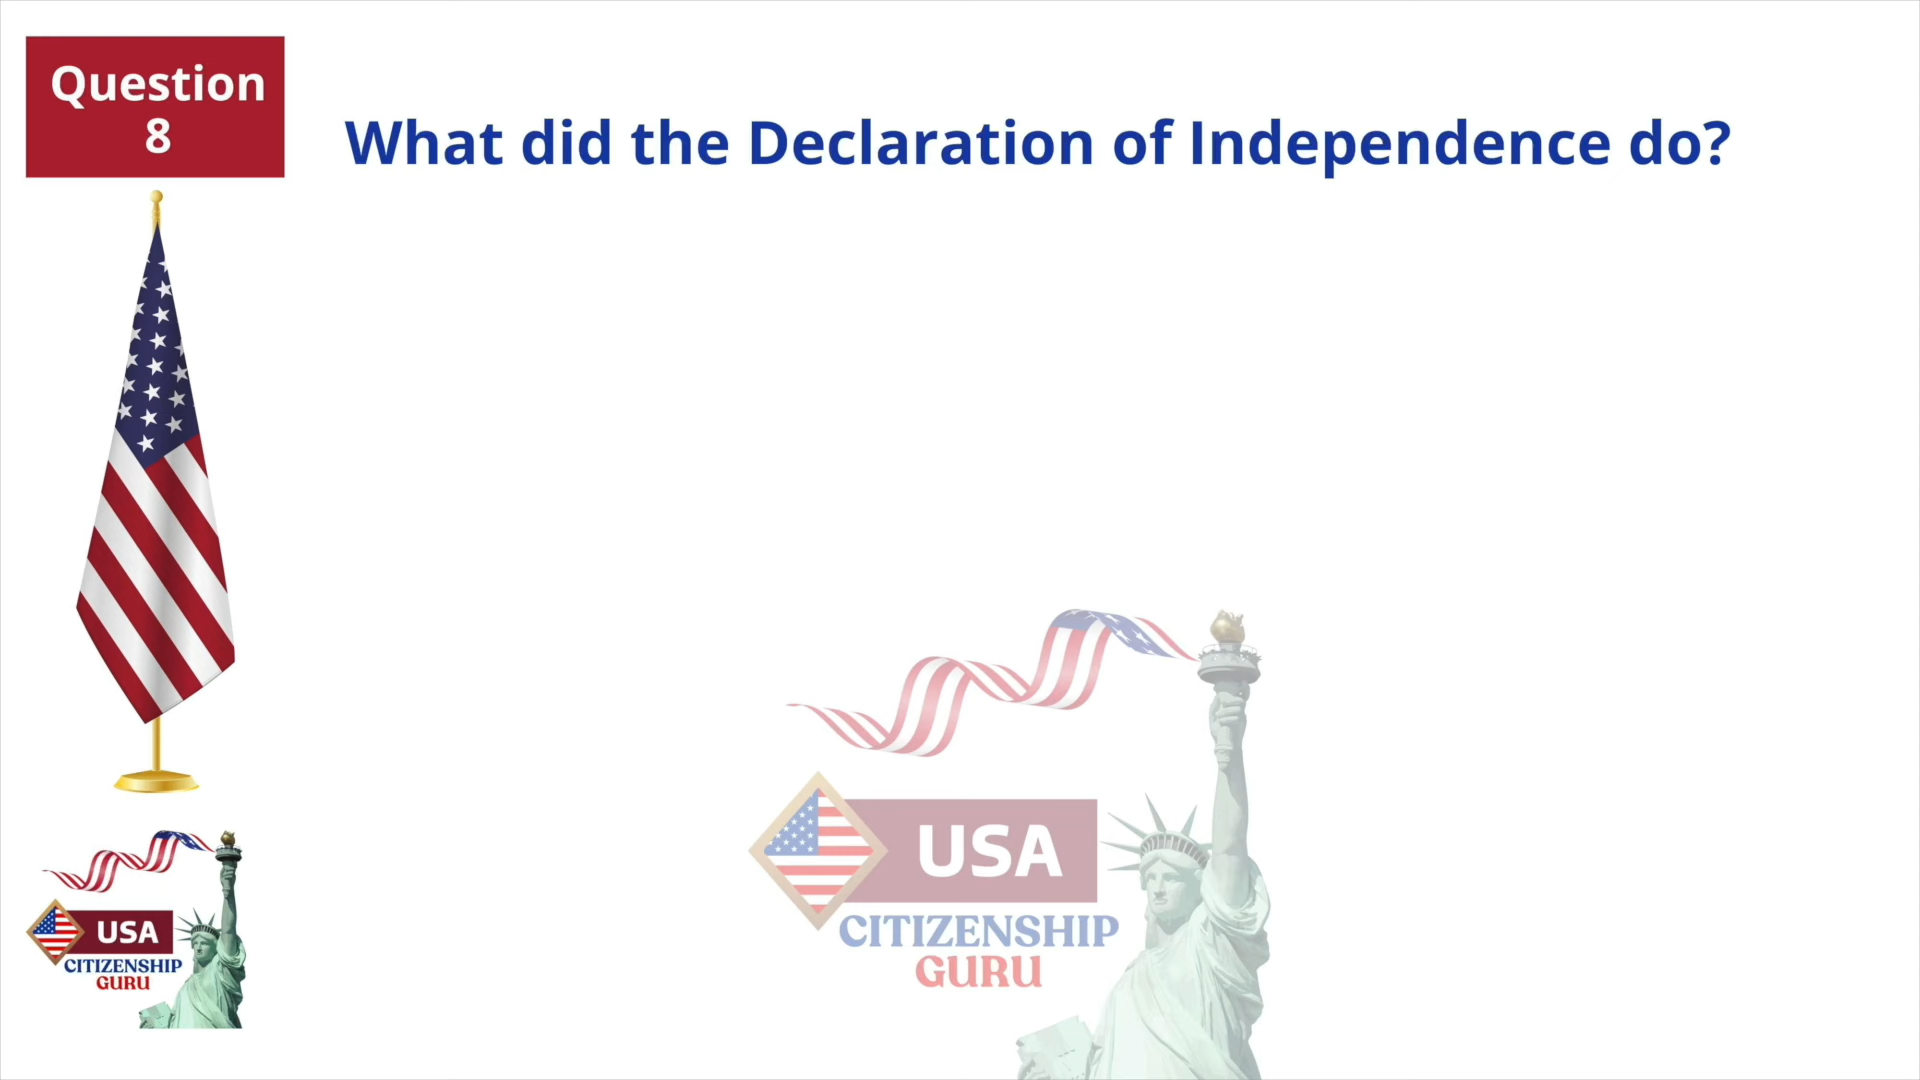 Question
8
What did the Declaration of Independence do?
USA
CITIZENSHIP
GURU
USA
CITIZENSHIP
GURU